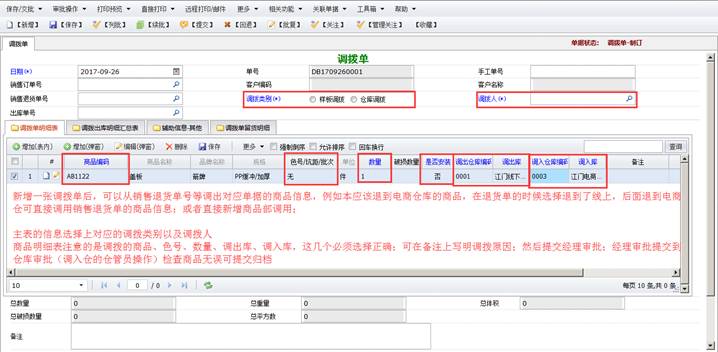 保存/交批 审批操作 打印预览 直接打印 远程打印/邮件 更多 相关功能 关联单据 工具箱 帮助
【新增】 【保存】 【列批】 【续批】 【提交】 【回退】 【批复】 【关注】 【管理关注】 【收藏】
调拨单 单据状态: 调拨单-制订
调拨单
日期(*) 2017-09-26 单号 DB1709260001 手工单号
销售订单号 客户编码 客户名称
销售退货单号 调拨类别(*) 样板调拨 仓库调拨 调拨人(*)
出库单号
调拨单明细表 调拨出库明细汇总表 辅助信息-其他 调拨单留货明细
增加(表内) 增加(弹窗) 编辑(弹窗) 删除 保存 更多 强制倒序 允许排序 回车换行 查询
# 商品编码 商品名称 品牌名称 规格 色号/坑距/批次 单位 数量 破损数量 是否安装 调出仓库编码 调出库 调入仓库编码 调入库 备注
1 AB1122 盖板 箭牌 PP缓冲/加厚 无 件 1 否 0001 江门线下... 0003 江门电商...
新增一张调拨单后,可以从销售退货单号等调出对应单据的商品信息,例如本应该退到电商仓库的商品,在退货单的时候选择退到了线上,后面退到电商
仓可直接调用销售退货单的商品信息;或者直接新增商品都调用;
主表的信息选择上对应的调拨类别以及调拨人
商品明细表注意的是调拨的商品、色号、数量、调出库、调入库,这几个必须选择正确;可在备注上写明调拨原因;然后提交经理审批;经理审批提交到
仓库审批(调入仓的仓管员操作)检查商品无误可提交归档
10 0 / 0 每页 10 条,共 0 条
总数量 0 总重量 0 总体积 0
总破损数量 0 总平方数 0
备注